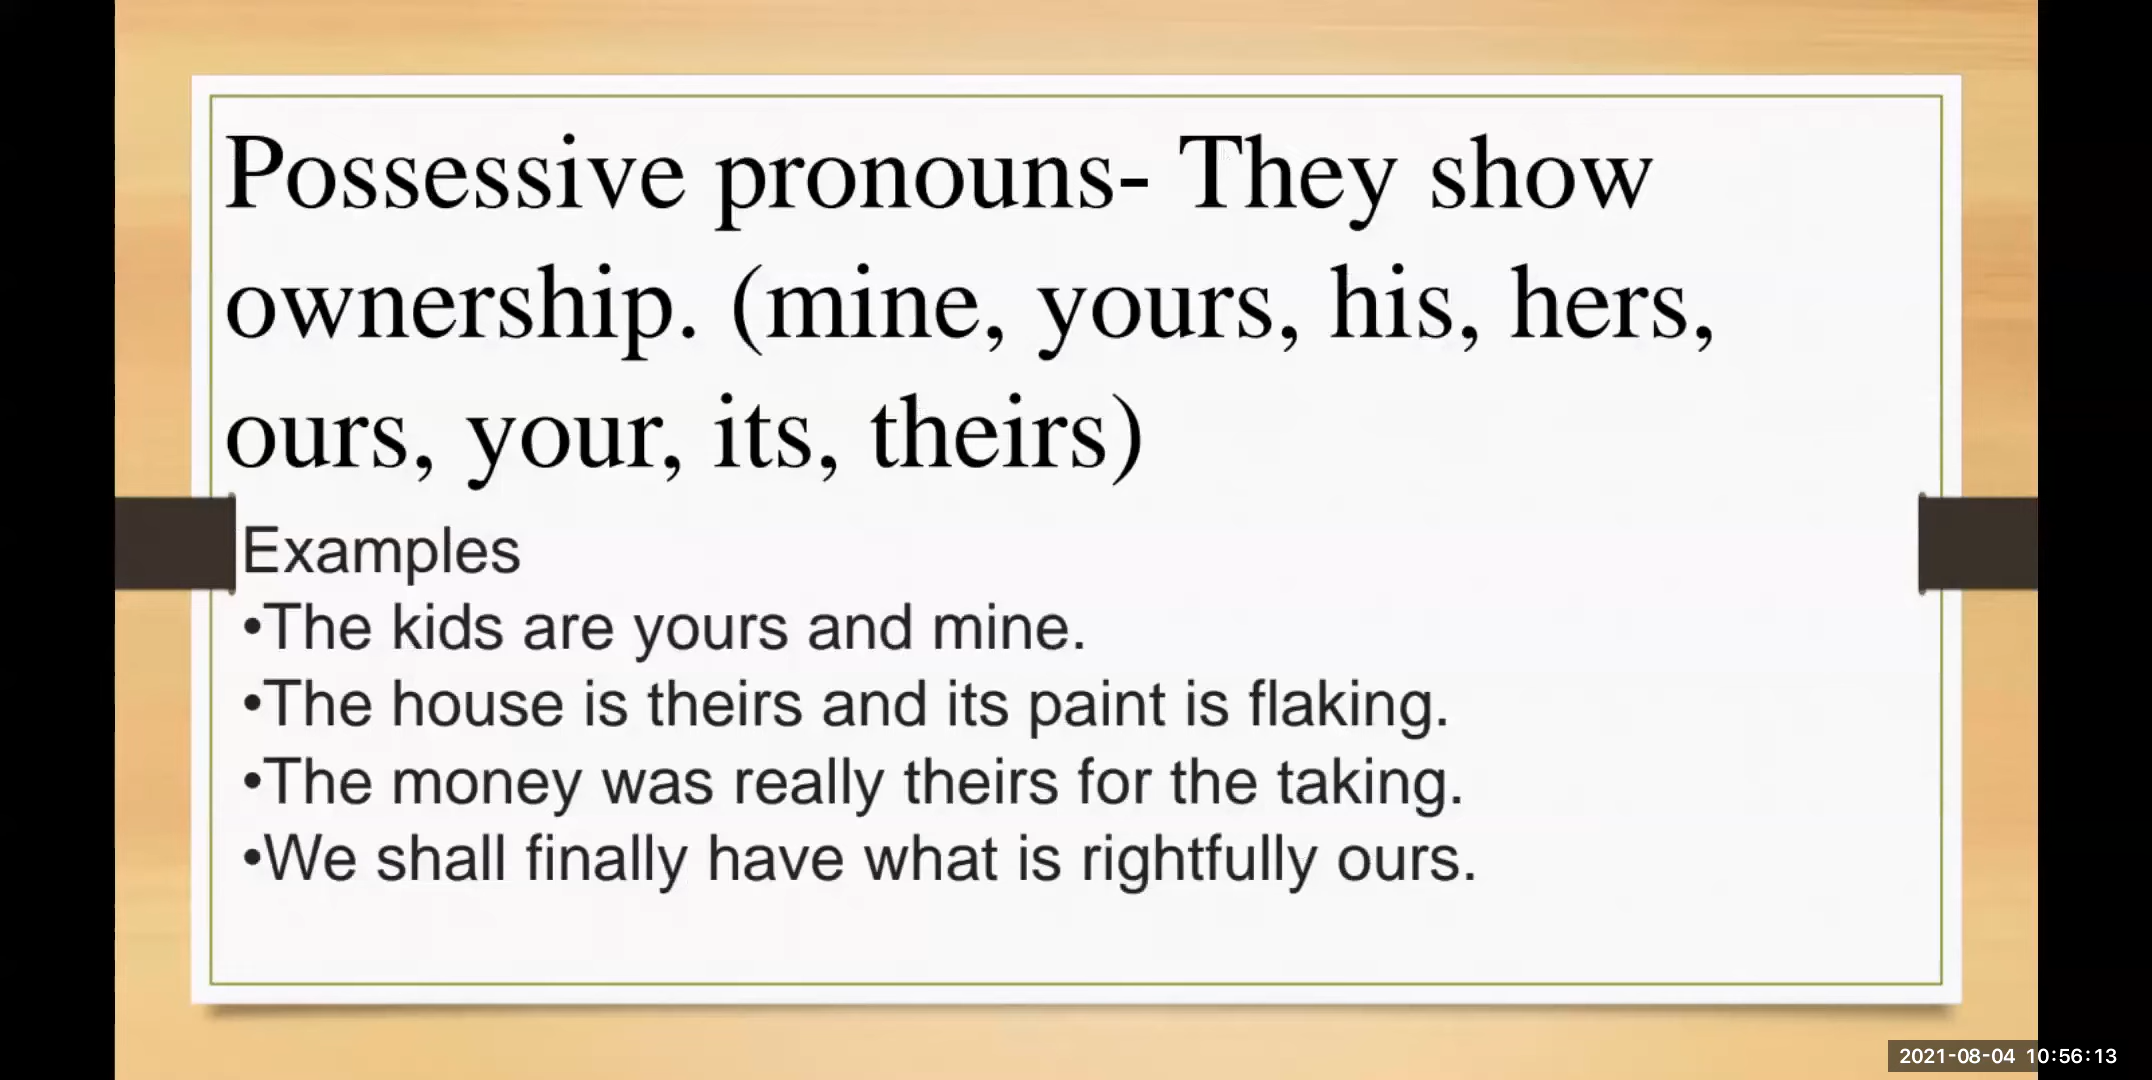 Possessive pronouns- They show
ownership. (mine, yours, his, hers,
ours, your, its, theirs)
Examples
•The kids are yours and mine.
•The house is theirs and its paint is flaking.
•The money was really theirs for the taking.
•We shall finally have what is rightfully ours.
2021-08-04 10:56:13